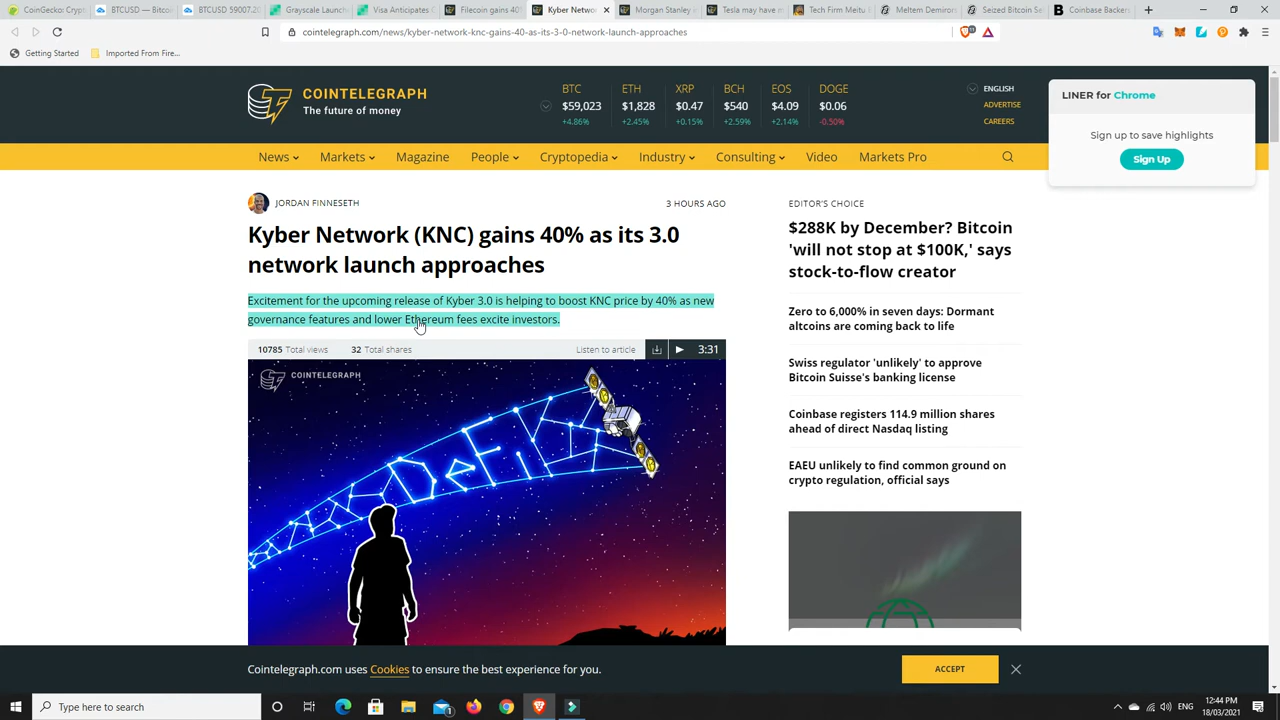 CoinGecko: Crypt
BTCUSD — Bitcoi
BTCUSD 59007.20
Grayscale Launch
Visa Anticipates C
Filecoin gains 40%
Kyber Netwo
Morgan Stanley
Tesla may have m
Tech Firm Meitu
Meltem Demirors
Seized Bitcoin Se
Coinbase Backer
cointelegraph.com/news/kyber-network-knc-gains-40-as-its-3-0-network-launch-approaches
Getting Started
Imported From Fire...
COINTELEGRAPH
The future of money
BTC ETH XRP BCH EOS DOGE
$59,023 $1,828 $0.47 $540 $4.09 $0.06
+4.86% +2.45% +0.15% +2.59% +2.14% -0.50%
ENGLISH
ADVERTISE
CAREERS
LINER for Chrome
Sign up to save highlights
Sign Up
News Markets Magazine People Cryptopedia Industry Consulting Video Markets Pro
JORDAN FINNESETH
3 HOURS AGO
Kyber Network (KNC) gains 40% as its 3.0
network launch approaches
Excitement for the upcoming release of Kyber 3.0 is helping to boost KNC price by 40% as new
governance features and lower Ethereum fees excite investors.
10785 Total views 32 Total shares
Listen to article
3:31
COINTELEGRAPH
DeFi
EDITOR'S CHOICE
$288K by December? Bitcoin
'will not stop at $100K,' says
stock-to-flow creator
Zero to 6,000% in seven days: Dormant
altcoins are coming back to life
Swiss regulator 'unlikely' to approve
Bitcoin Suisse's banking license
Coinbase registers 114.9 million shares
ahead of direct Nasdaq listing
EAEU unlikely to find common ground on
crypto regulation, official says
Cointelegraph.com uses Cookies to ensure the best experience for you.
ACCEPT
Type here to search
ENG
12:44 PM
18/03/2021